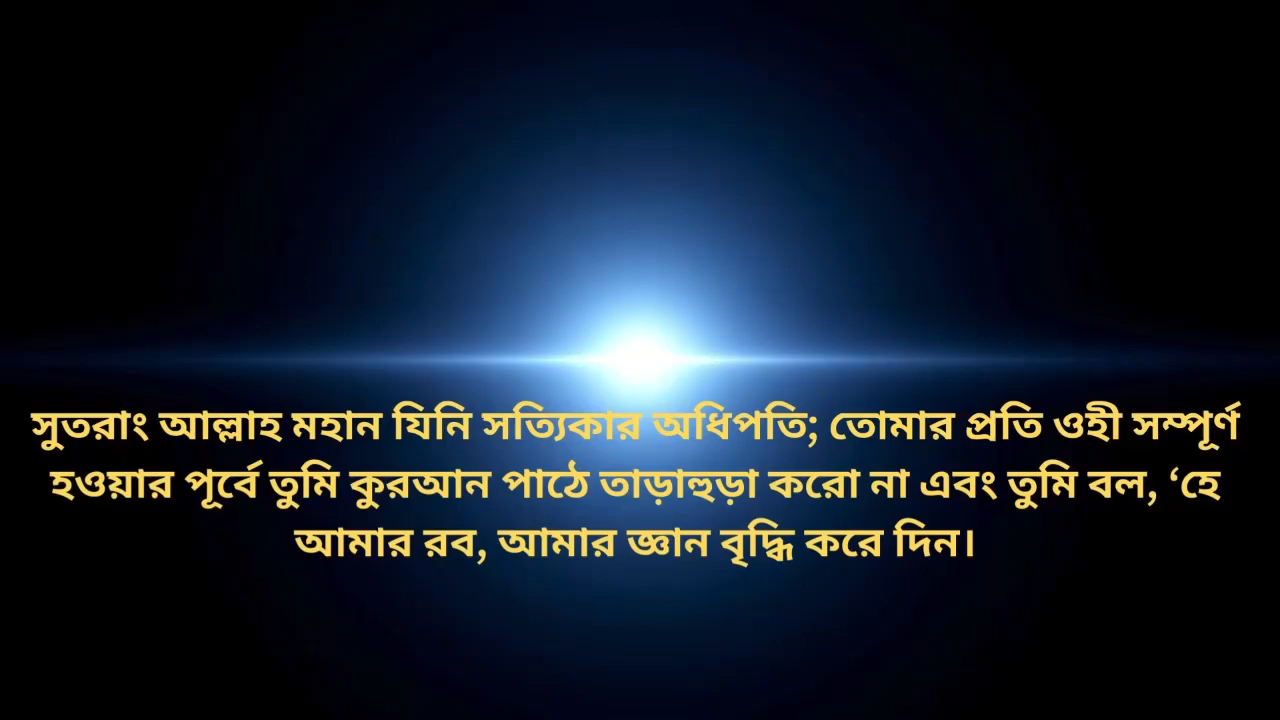 সুতরাং আল্লাহ মহান যিনি সত্যিকার অধিপতি; তোমার প্রতি ওহী সম্পূর্ণ
হওয়ার পূর্বে তুমি কুরআন পাঠে তাড়াহুড়া করো না এবং তুমি বল, ‘হে
আমার রব, আমার জ্ঞান বৃদ্ধি করে দিন।